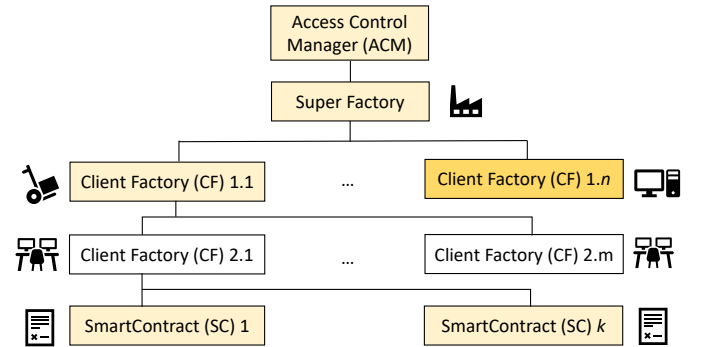 Access Control
Manager (ACM)
Super Factory
Client Factory (CF) 1.1
...
Client Factory (CF) 1.n
Client Factory (CF) 2.1
...
Client Factory (CF) 2.m
SmartContract (SC) 1
SmartContract (SC) k